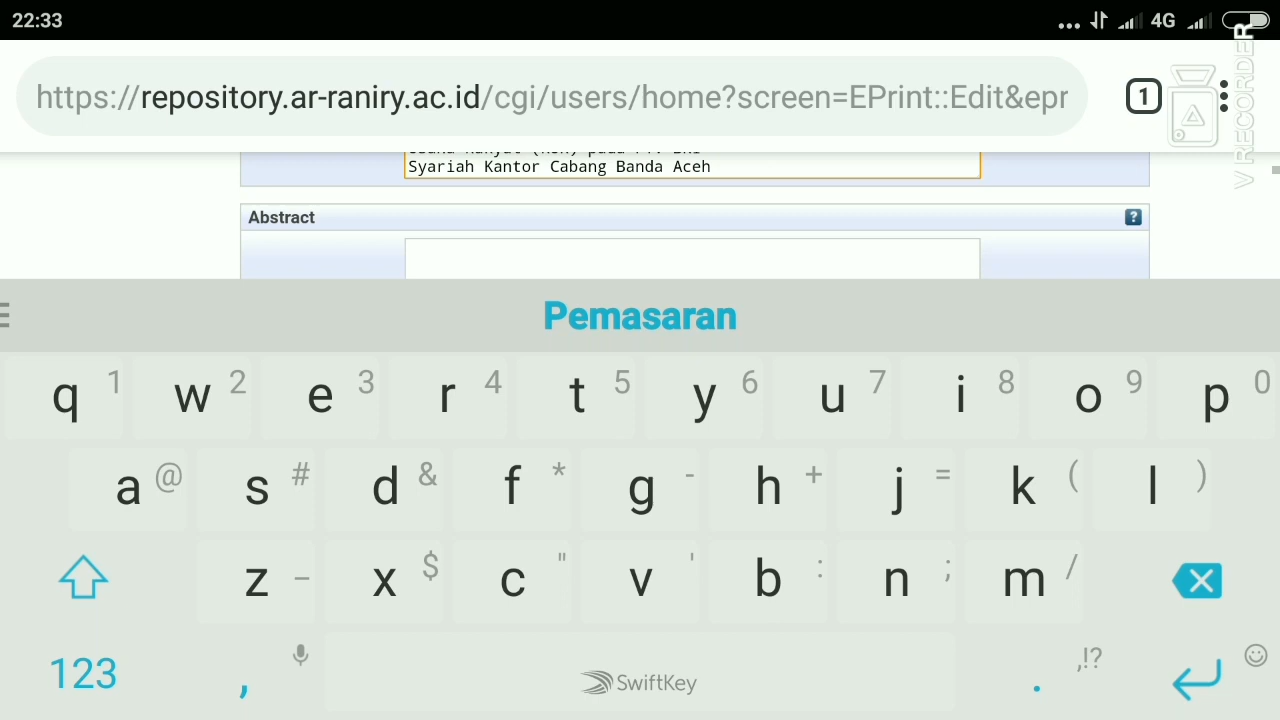 22:33
4G
https://repository.ar-raniry.ac.id/cgi/users/home?screen=EPrint::Edit&epr
1
V RECORDER
Syariah Kantor Cabang Banda Aceh
Abstract
?
Pemasaran
q 1 w 2 e 3 r 4 t 5 y 6 u 7 i 8 o 9 p 0
a @ s # d & f * g - h + j = k ( l )
z – x $ c " v ' b : n ; m /
123 , SwiftKey . ,!?